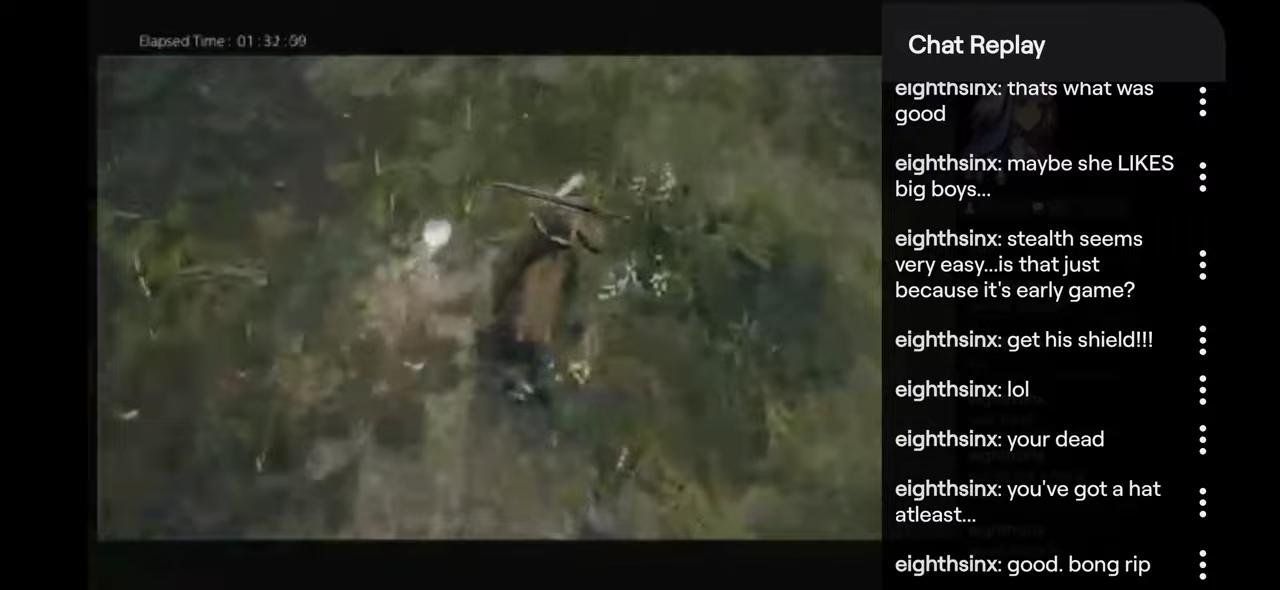 Elapsed Time : 01:32:09
Chat Replay
eighthsinx: thats what was
good
eighthsinx: maybe she LIKES
big boys...
eighthsinx: stealth seems
very easy...is that just
because it's early game?
eighthsinx: get his shield!!!
eighthsinx: lol
eighthsinx: your dead
eighthsinx: you've got a hat
atleast...
eighthsinx: good. bong rip